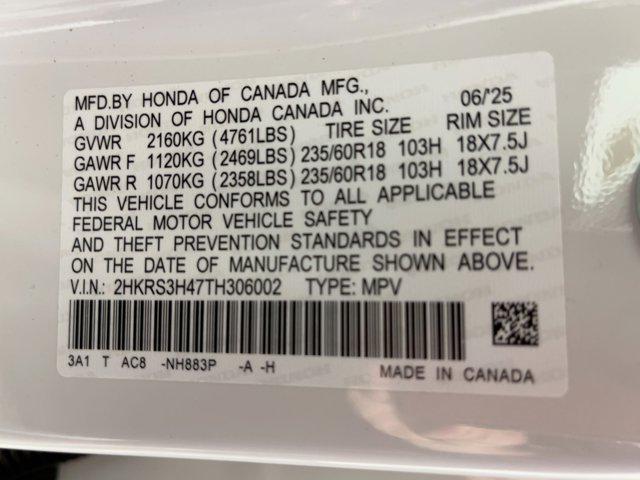 MFD.BY HONDA OF CANADA MFG.,
A DIVISION OF HONDA CANADA INC. 06/'25
GVWR 2160KG (4761LBS) TIRE SIZE RIM SIZE
GAWR F 1120KG (2469LBS) 235/60R18 103H 18X7.5J
GAWR R 1070KG (2358LBS) 235/60R18 103H 18X7.5J
THIS VEHICLE CONFORMS TO ALL APPLICABLE
FEDERAL MOTOR VEHICLE SAFETY
AND THEFT PREVENTION STANDARDS IN EFFECT
ON THE DATE OF MANUFACTURE SHOWN ABOVE.
V.I.N.: 2HKRS3H47TH306002 TYPE: MPV
3A1 T AC8 -NH883P -A -H
MADE IN CANADA